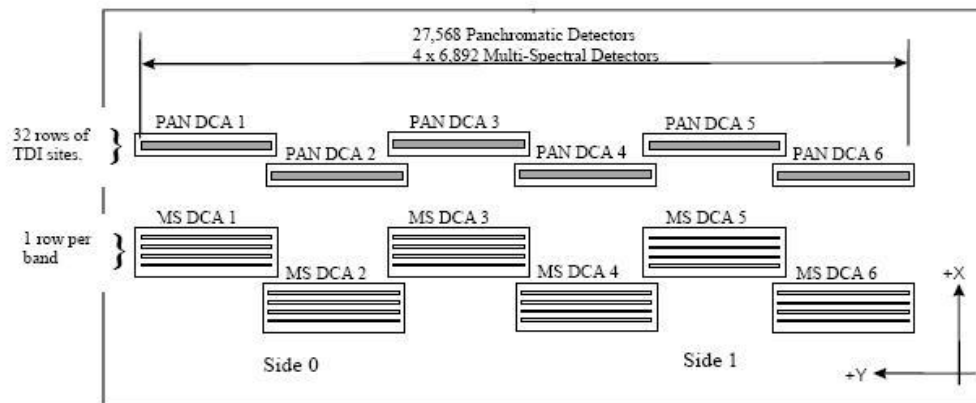 27,568 Panchromatic Detectors
4 x 6,892 Multi-Spectral Detectors
32 rows of
TDI sites.
PAN DCA 1
PAN DCA 2
PAN DCA 3
PAN DCA 4
PAN DCA 5
PAN DCA 6
1 row per
band
MS DCA 1
MS DCA 2
MS DCA 3
MS DCA 4
MS DCA 5
MS DCA 6
Side 0
Side 1
+X
+Y